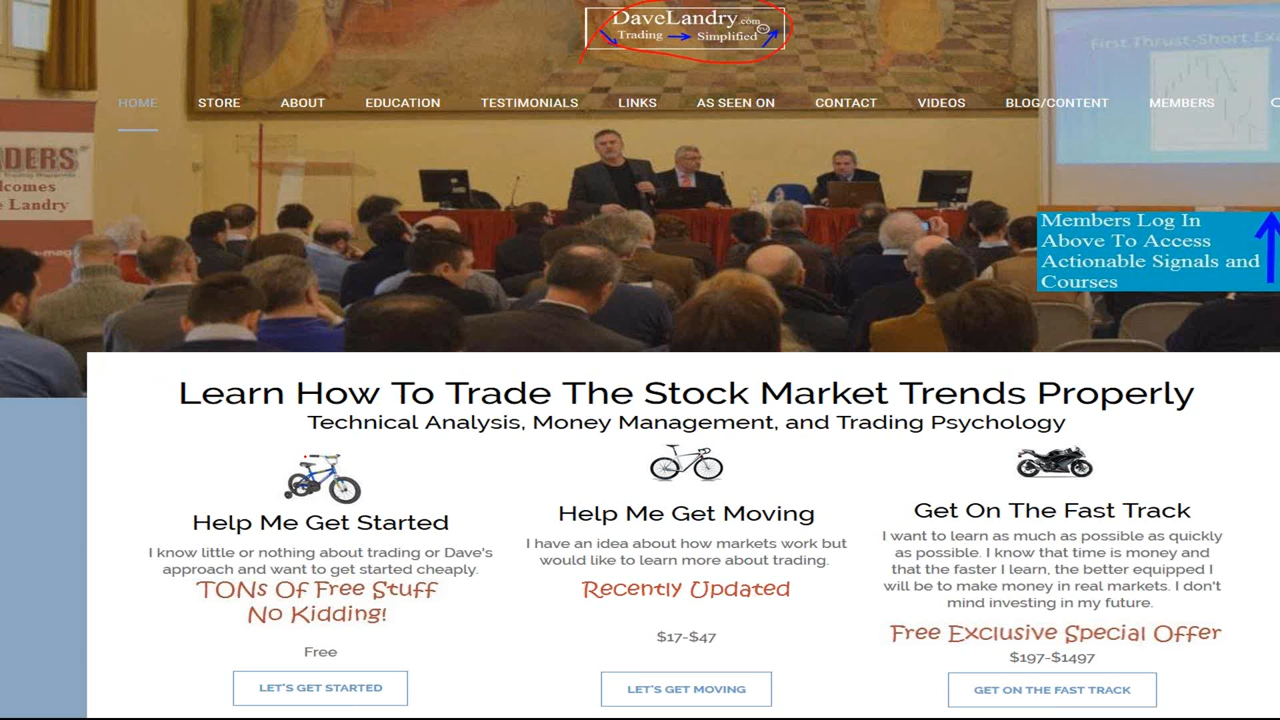 DaveLandry.com
Trading Simplified
First Thrust-Short
HOME STORE ABOUT EDUCATION TESTIMONIALS LINKS AS SEEN ON CONTACT VIDEOS BLOG/CONTENT MEMBERS
ADERS'
lcomes
e Landry
Members Log In
Above To Access
Actionable Signals and
Courses
Learn How To Trade The Stock Market Trends Properly
Technical Analysis, Money Management, and Trading Psychology
Help Me Get Started
I know little or nothing about trading or Dave's
approach and want to get started cheaply.
TONs Of Free Stuff
No Kidding!
Free
LET'S GET STARTED
Help Me Get Moving
I have an idea about how markets work but
would like to learn more about trading.
Recently Updated
$17-$47
LET'S GET MOVING
Get On The Fast Track
I want to learn as much as possible as quickly
as possible. I know that time is money and
that the faster I learn, the better equipped I
will be to make money in real markets. I don't
mind investing in my future.
Free Exclusive Special Offer
$197-$1497
GET ON THE FAST TRACK